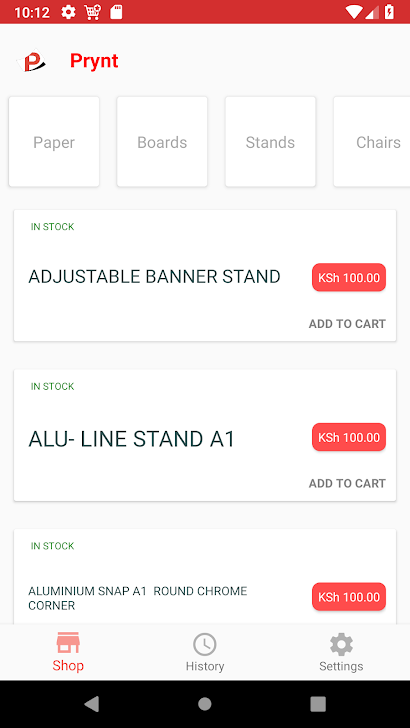 10:12
Prynt
Paper
Boards
Stands
Chairs
IN STOCK
ADJUSTABLE BANNER STAND
KSh 100.00
ADD TO CART
IN STOCK
ALU- LINE STAND A1
KSh 100.00
ADD TO CART
IN STOCK
ALUMINIUM SNAP A1  ROUND CHROME
CORNER
KSh 100.00
Shop
History
Settings